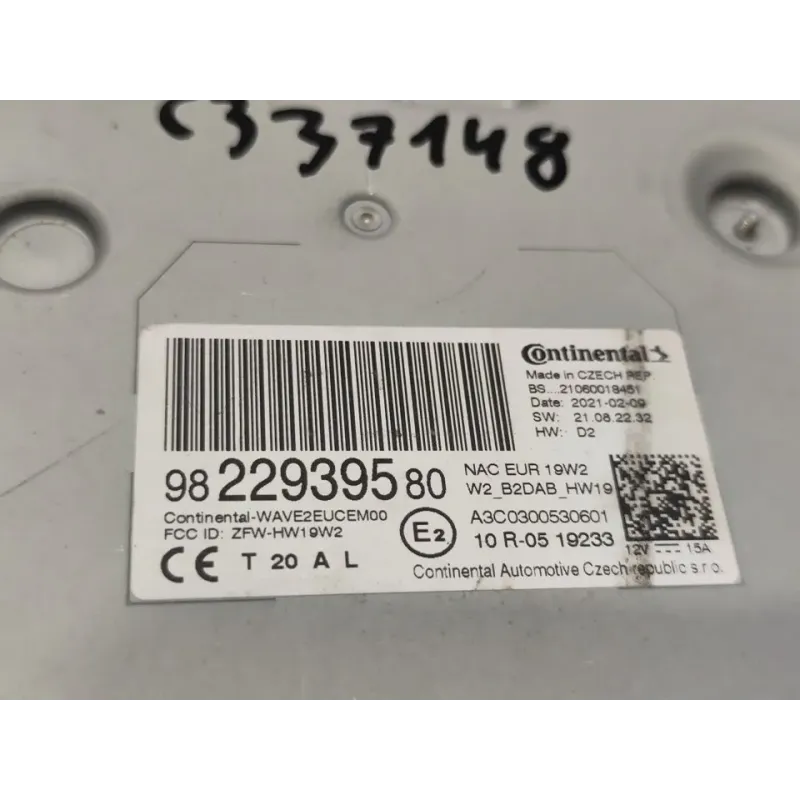 C337148
Continental
Made in CZECH REP.
BS....21060019451
Date: 2021-02-09
SW: 21.08.22.32
HW: D2
98 229395 80
NAC EUR 19W2
W2_B2DAB_HW19
Continental-WAVE2EUCEM00
FCC ID: ZFW-HW19W2
E2
A3C0300530601
10 R-05 19233
12V 15A
CE T 20 A L
Continental Automotive Czech republic s.r.o.